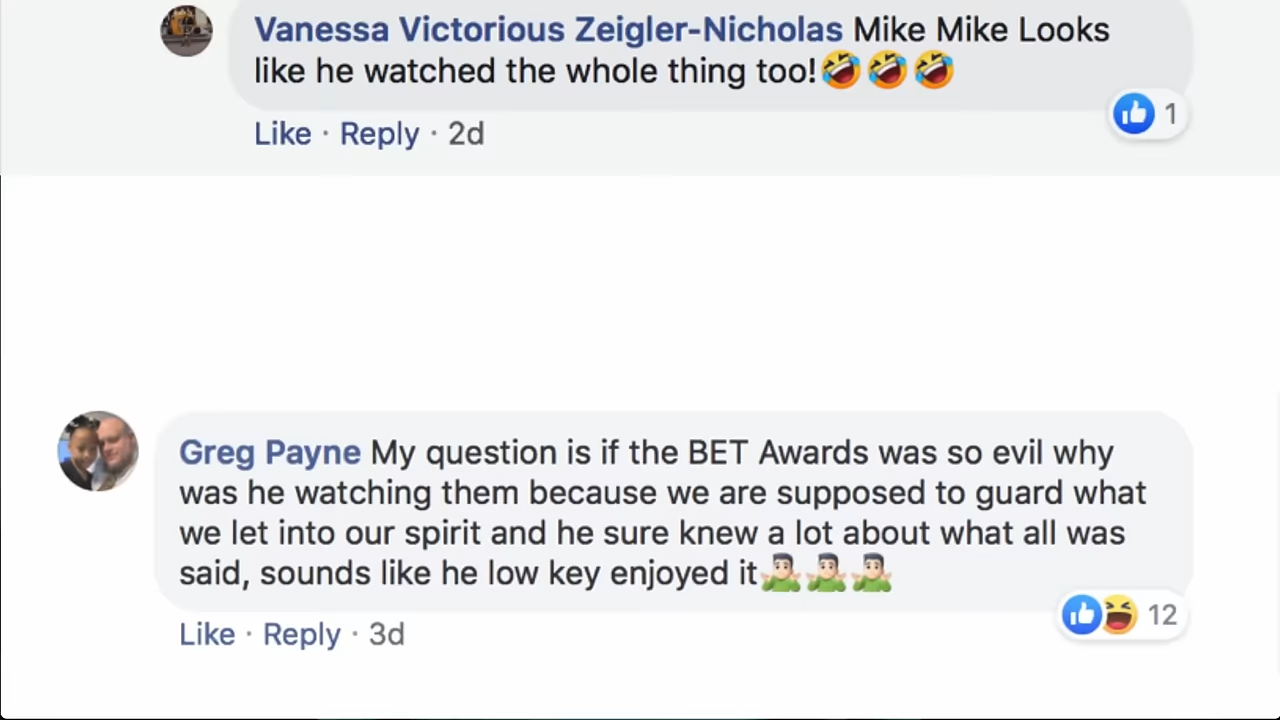 Vanessa Victorious Zeigler-Nicholas Mike Mike Looks
like he watched the whole thing too!🤣🤣🤣
1
Like · Reply · 2d
Greg Payne My question is if the BET Awards was so evil why
was he watching them because we are supposed to guard what
we let into our spirit and he sure knew a lot about what all was
said, sounds like he low key enjoyed it🤷🏻‍♂️🤷🏻‍♂️🤷🏻‍♂️
12
Like · Reply · 3d